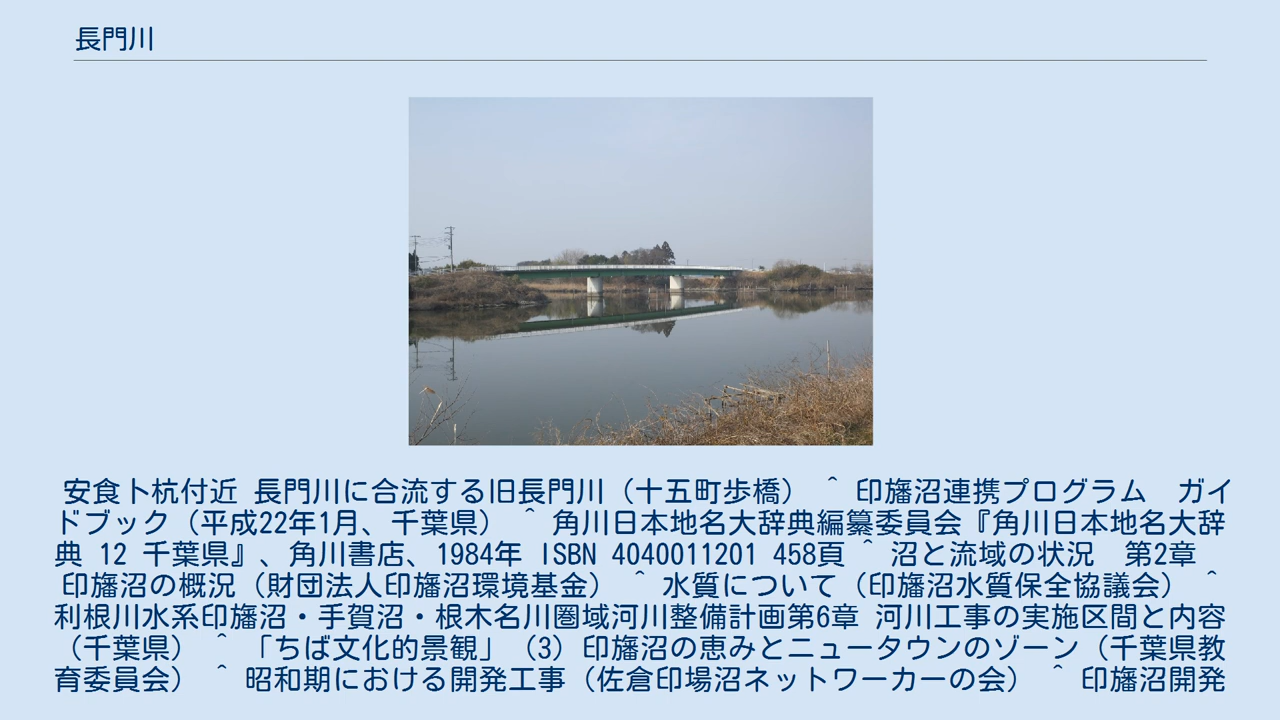 長門川
安食卜杭付近 長門川に合流する旧長門川（十五町歩橋） ^ 印旛沼連携プログラム　ガイ
ドブック（平成22年1月、千葉県） ^ 角川日本地名大辞典編纂委員会『角川日本地名大辞
典 12 千葉県』、角川書店、1984年 ISBN 4040011201 458頁 ^ 沼と流域の状況　第2章
印旛沼の概況（財団法人印旛沼環境基金） ^ 水質について（印旛沼水質保全協議会） ^
利根川水系印旛沼・手賀沼・根木名川圏域河川整備計画第6章 河川工事の実施区間と内容
（千葉県） ^ 「ちば文化的景観」（3）印旛沼の恵みとニュータウンのゾーン（千葉県教
育委員会） ^ 昭和期における開発工事（佐倉印場沼ネットワーカーの会） ^ 印旛沼開発